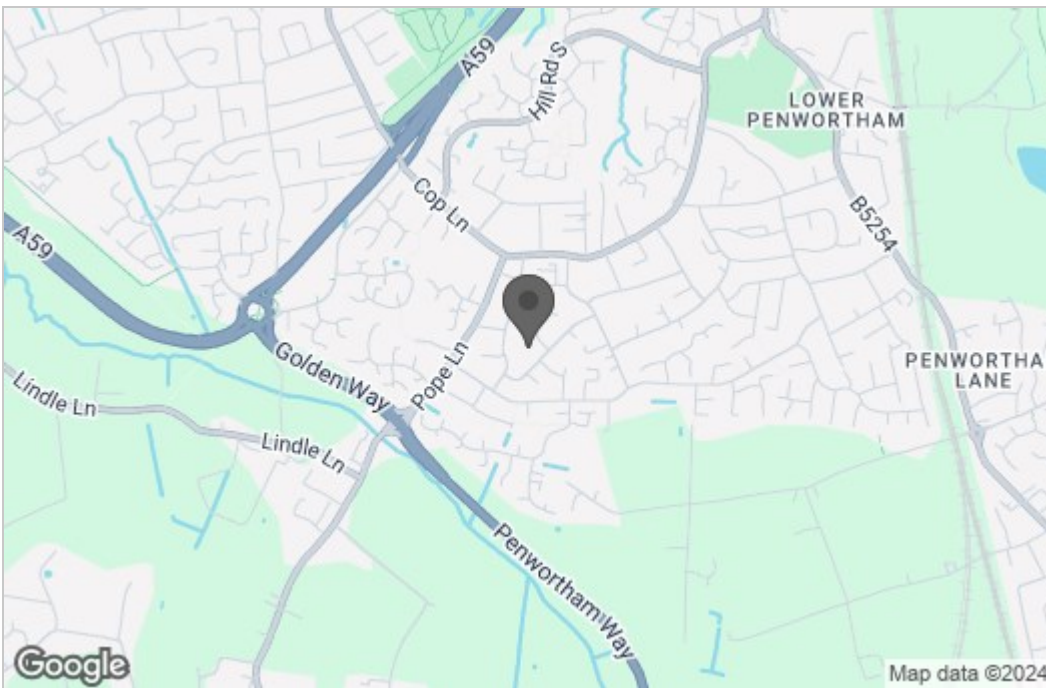 A59
Hill Rd S
LOWER
PENWORTHAM
Cop Ln
B5254
A59
Golden Way
Pope Ln
PENWORTHA
LANE
Lindle Ln
Lindle Ln
Penwortham Way
Google
Map data ©2024